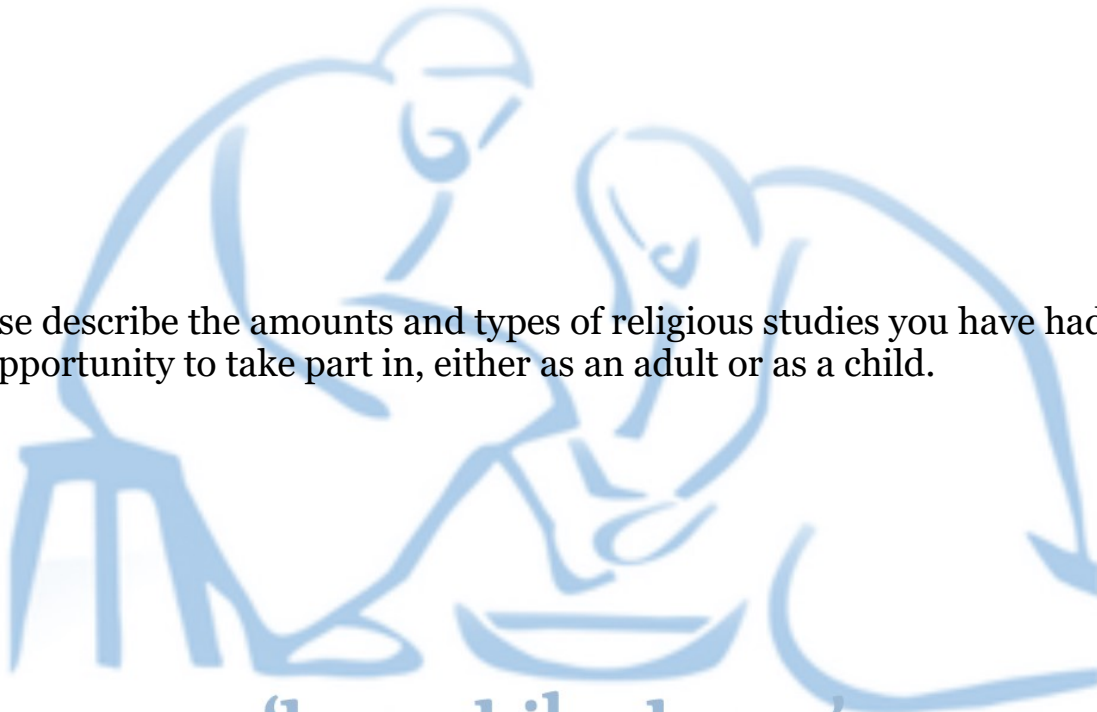 se describe the amounts and types of religious studies you have had
pportunity to take part in, either as an adult or as a child.